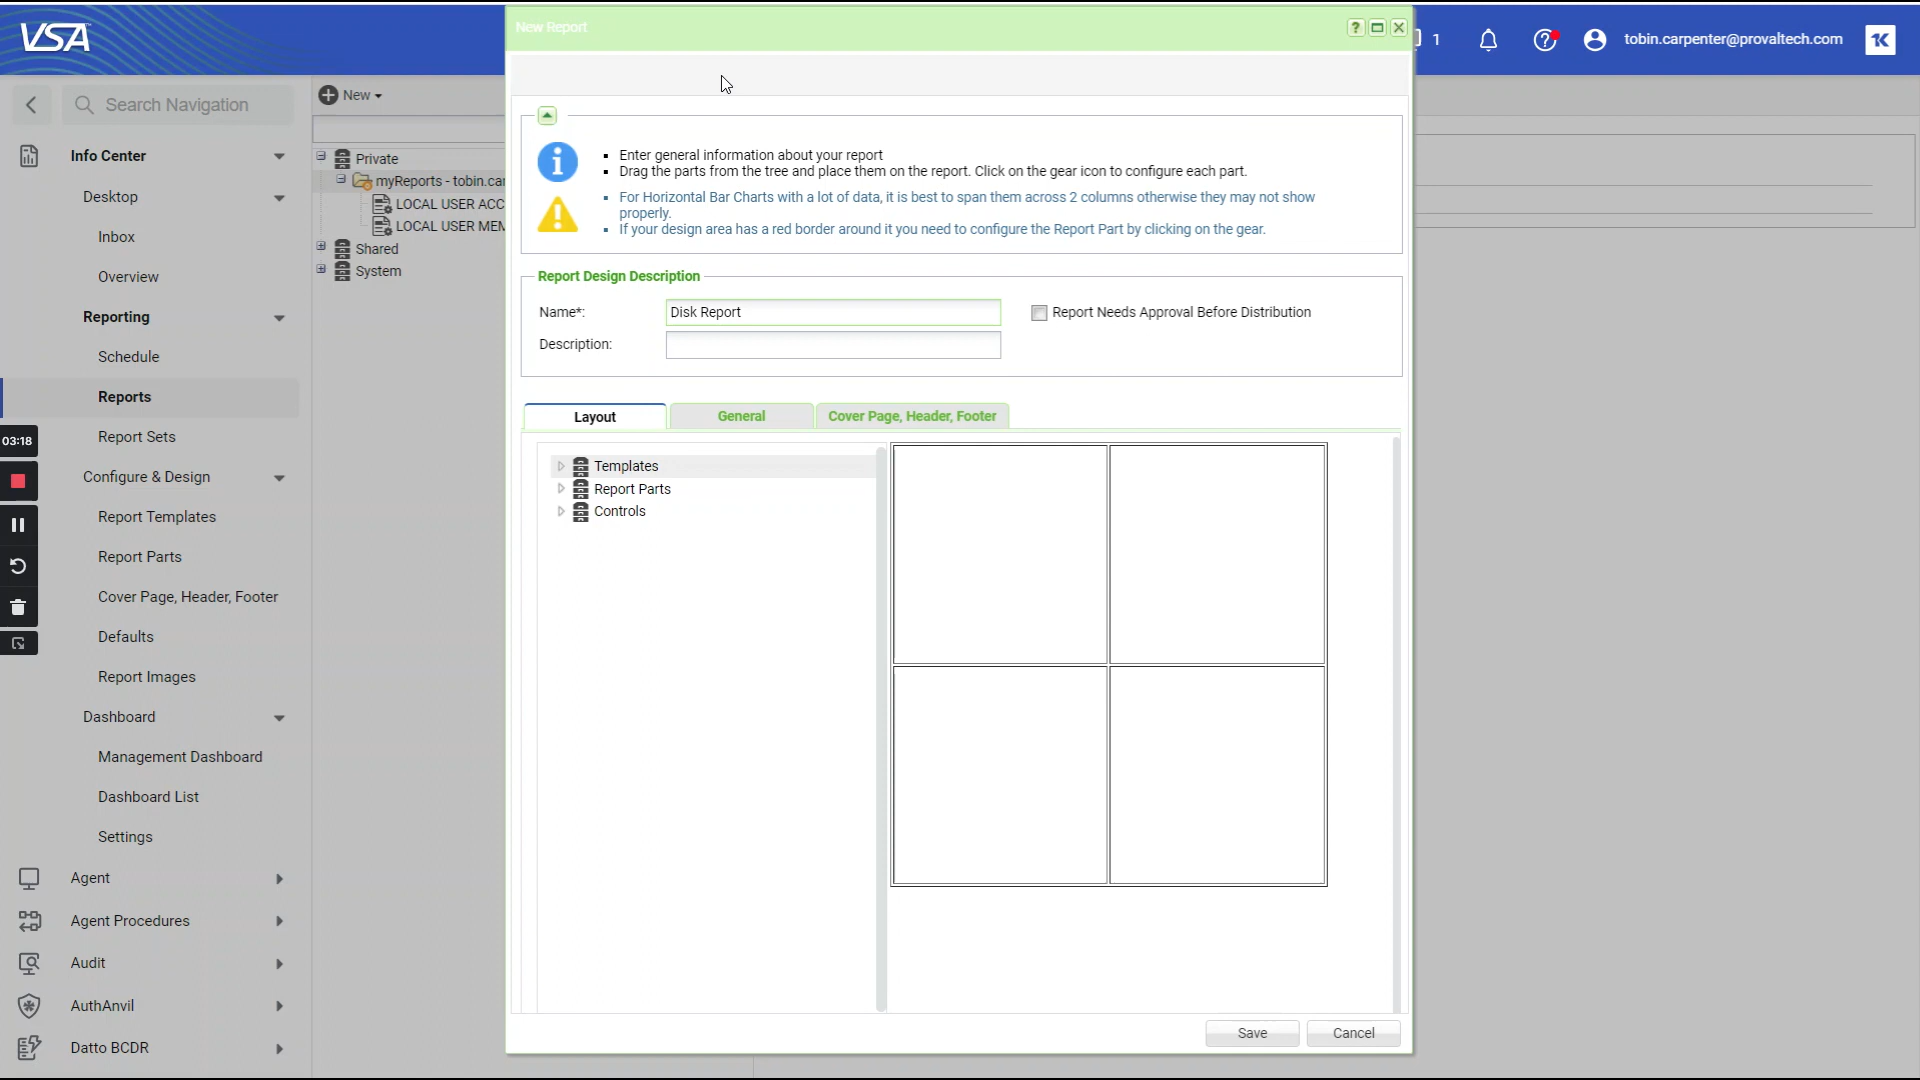 VSA
New Report
?
1
tobin.carpenter@provaltech.com
Search Navigation
New
Info Center
Desktop
Inbox
Overview
Reporting
Schedule
Reports
Report Sets
Configure & Design
Report Templates
Report Parts
Cover Page, Header, Footer
Defaults
Report Images
Dashboard
Management Dashboard
Dashboard List
Settings
Agent
Agent Procedures
Audit
AuthAnvil
Datto BCDR
03:18
Private
myReports - tobin.car
LOCAL USER ACC
LOCAL USER MEM
Shared
System
Enter general information about your report
Drag the parts from the tree and place them on the report. Click on the gear icon to configure each part.
For Horizontal Bar Charts with a lot of data, it is best to span them across 2 columns otherwise they may not show
properly.
If your design area has a red border around it you need to configure the Report Part by clicking on the gear.
Report Design Description
Name*: Disk Report
Report Needs Approval Before Distribution
Description:
Layout General Cover Page, Header, Footer
Templates
Report Parts
Controls
Save Cancel